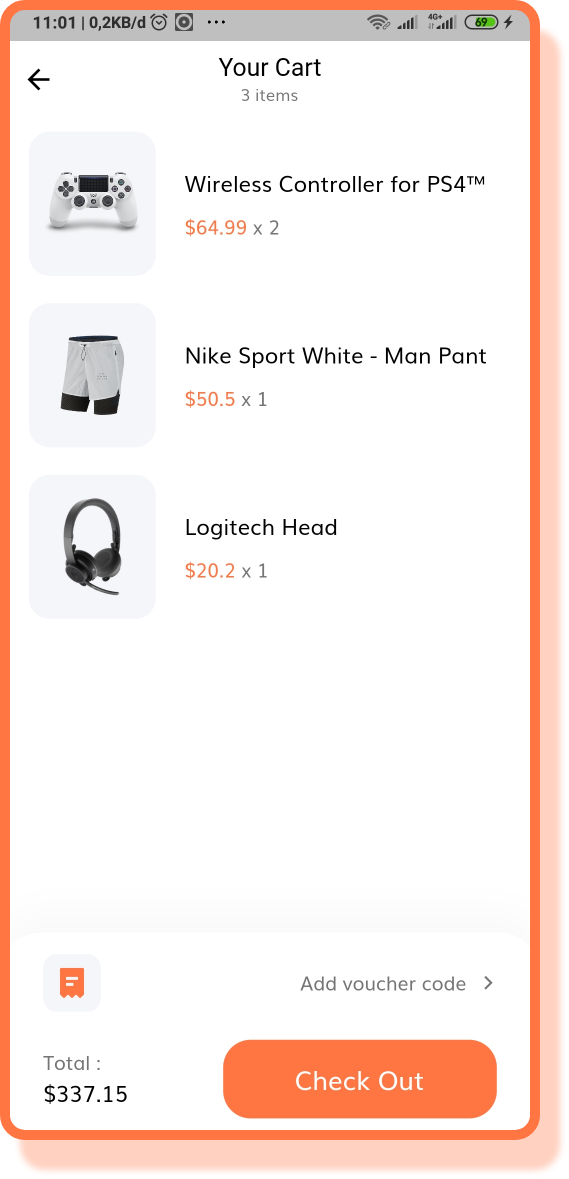 11:01 | 0,2KB/d ...
4G+ 69
Your Cart
3 items
Wireless Controller for PS4™
$64.99 x 2
Nike Sport White - Man Pant
$50.5 x 1
Logitech Head
$20.2 x 1
Add voucher code
Total :
$337.15
Check Out